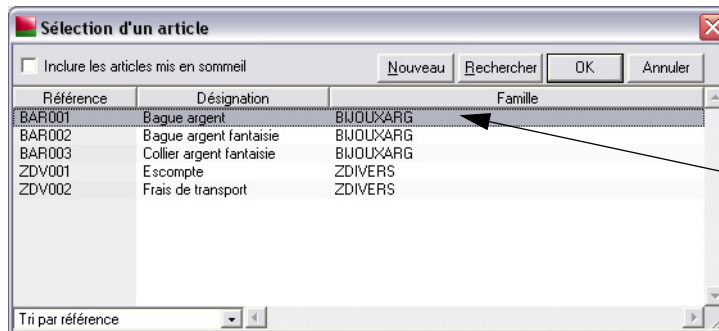 Sélection d'un article
Inclure les articles mis en sommeil Nouveau Rechercher OK Annuler
Référence Désignation Famille
BAR001 Bague argent BIJOUXARG
BAR002 Bague argent fantaisie BIJOUXARG
BAR003 Collier argent fantaisie BIJOUXARG
ZDV001 Escompte ZDIVERS
ZDV002 Frais de transport ZDIVERS
Tri par référence